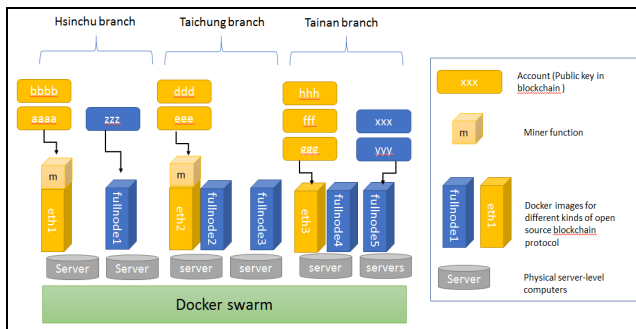 Hsinchu branch
Taichung branch
Tainan branch
bbbb
aaaa
zzz
ddd
eee
hhh
fff
ggg
xxx
yyy
m
eth1
fullnode1
m
eth2
fullnode2
fullnode3
eth3
fullnode4
fullnode5
Server
Server
server
server
server
servers
Docker swarm
xxx
Account (Public key in
blockchain )
m
Miner function
fullnode1
eth1
Docker images for
different kinds of open
source blockchain
protocol
Server
Physical server-level
computers